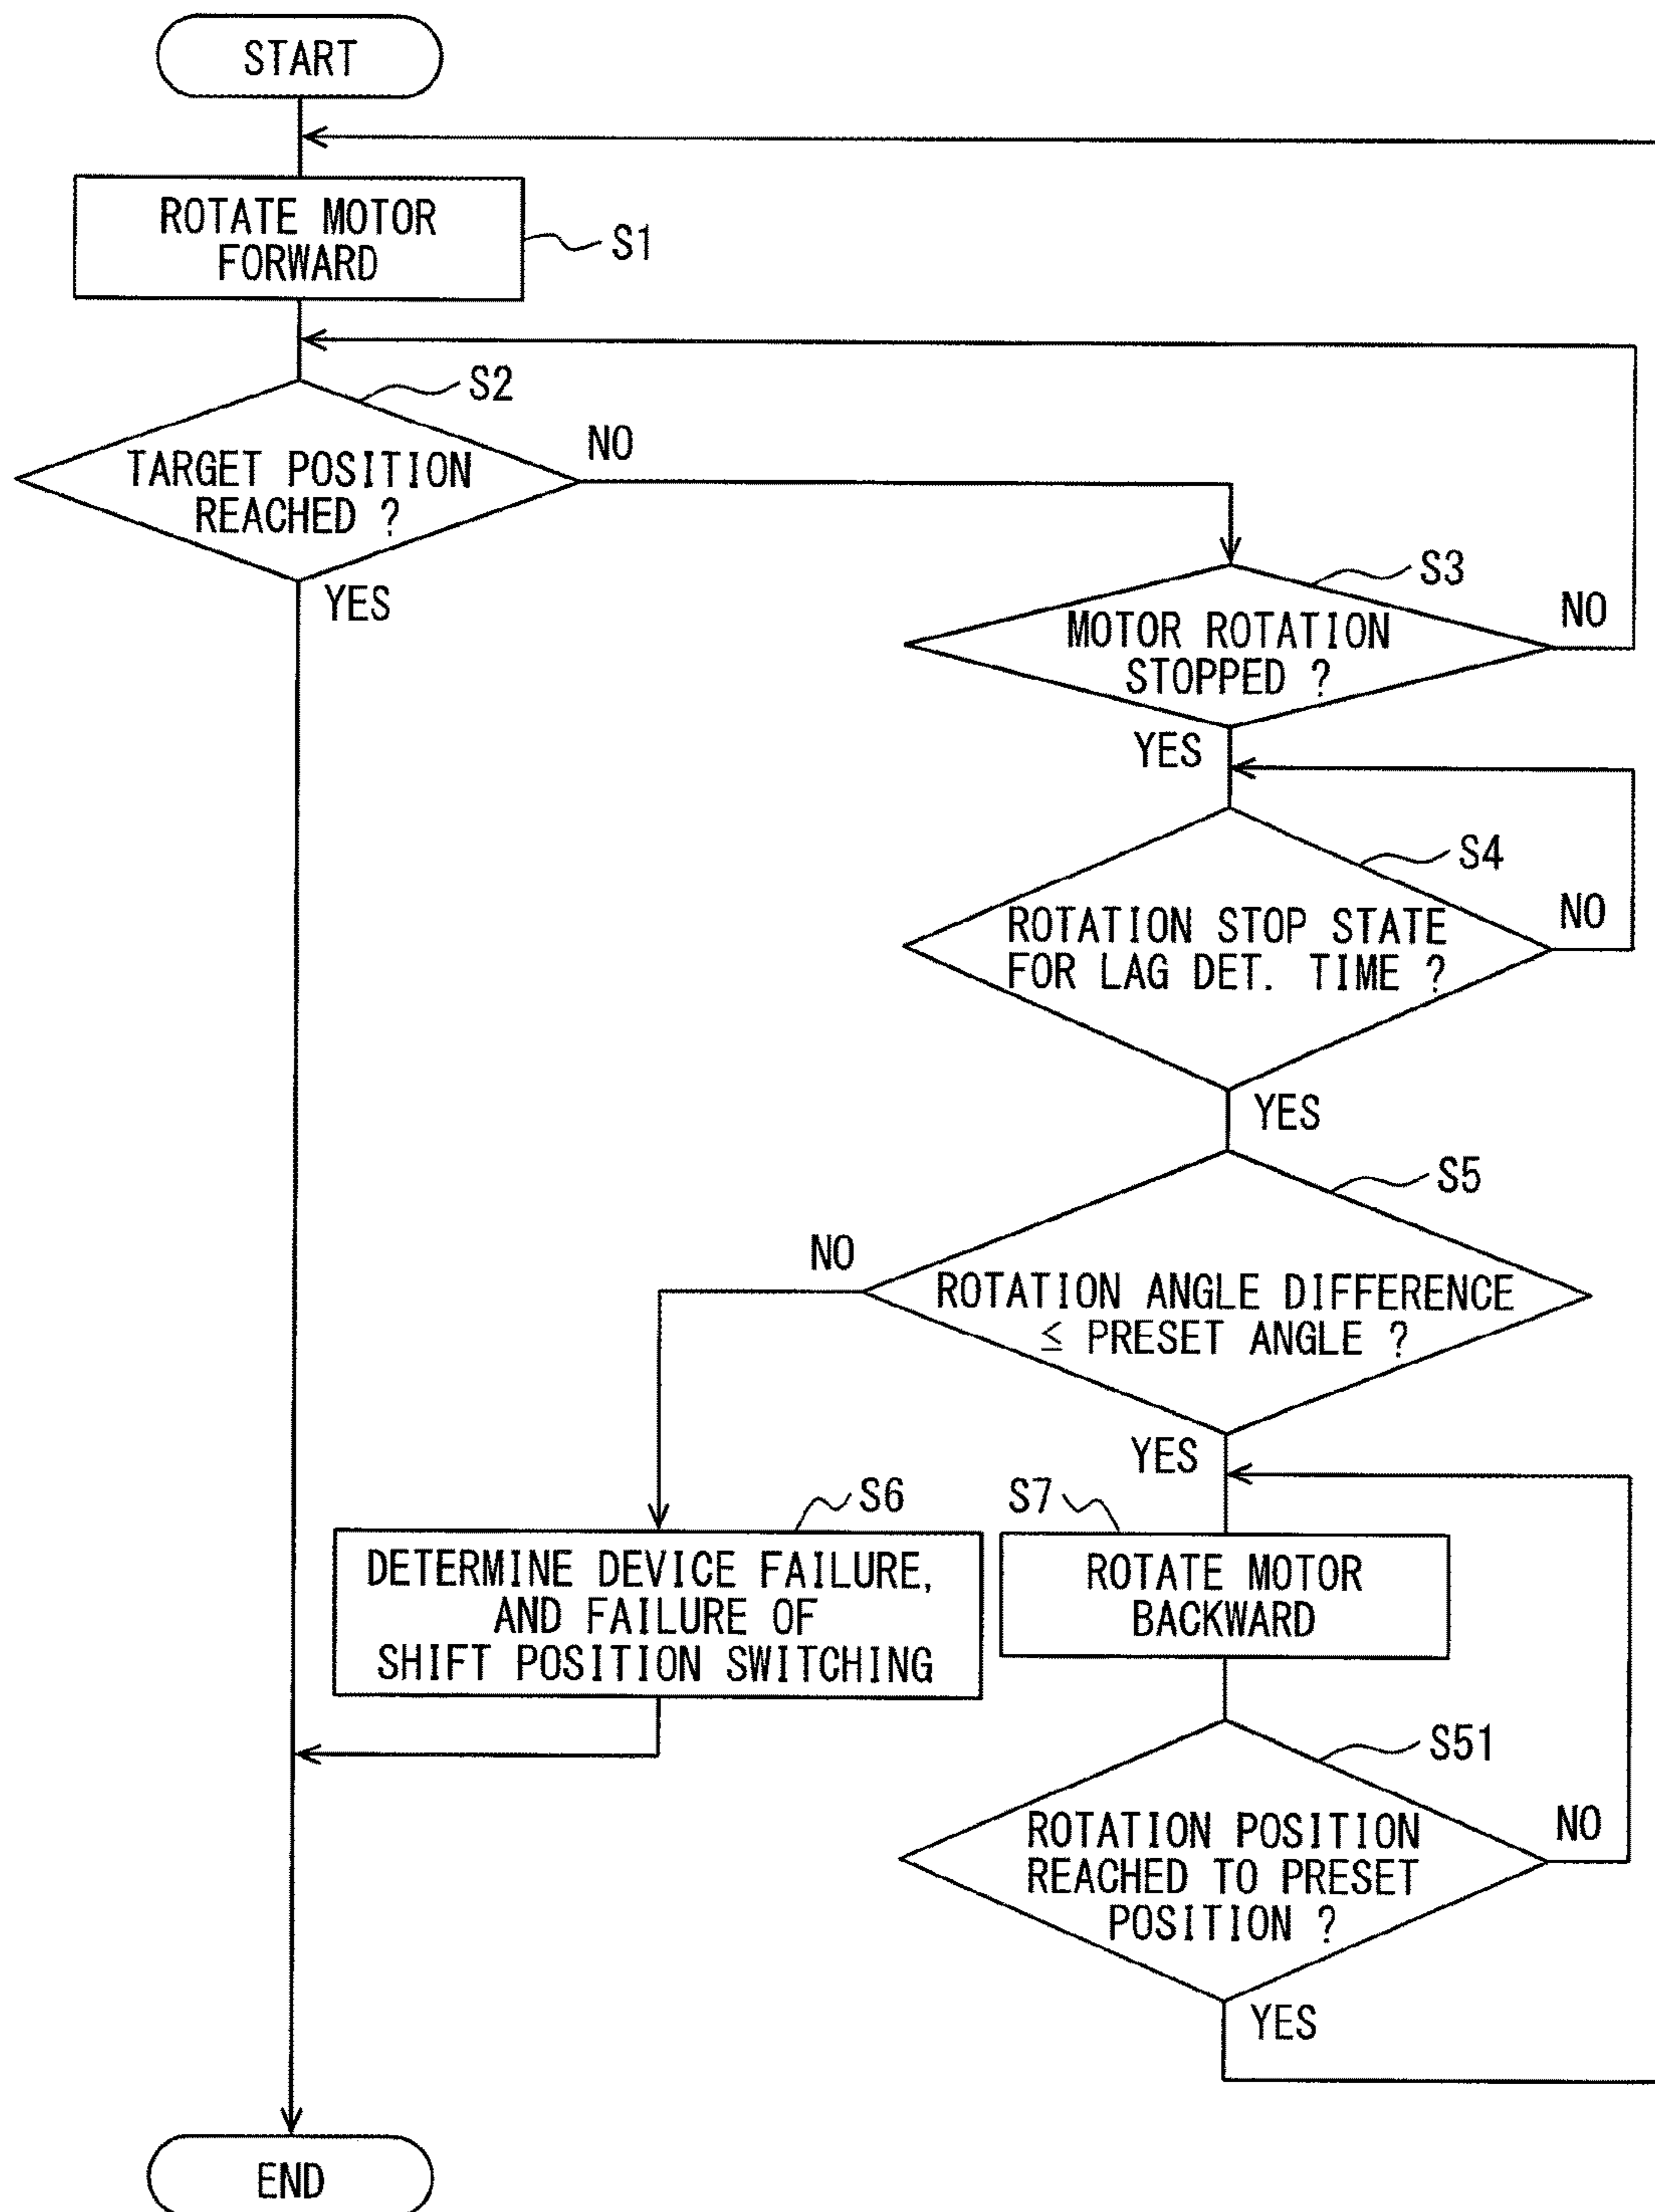 START
ROTATE MOTOR
FORWARD
S1
S2
TARGET POSITION
REACHED ?
NO
YES
S3
MOTOR ROTATION
STOPPED ?
NO
YES
S4
ROTATION STOP STATE
FOR LAG DET. TIME ?
NO
YES
S5
ROTATION ANGLE DIFFERENCE
≤ PRESET ANGLE ?
NO
YES
S6
DETERMINE DEVICE FAILURE,
AND FAILURE OF
SHIFT POSITION SWITCHING
S7
ROTATE MOTOR
BACKWARD
S51
ROTATION POSITION
REACHED TO PRESET
POSITION ?
NO
YES
END